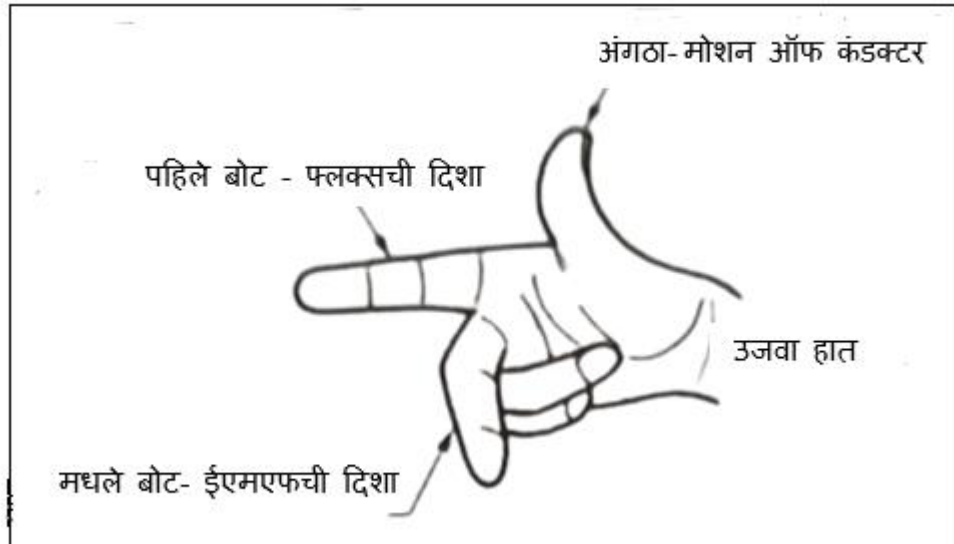 अंगठा- मोशन ऑफ कंडक्टर
पहिले बोट - फ्लक्सची दिशा
उजवा हात
मधले बोट- ईएमएफची दिशा